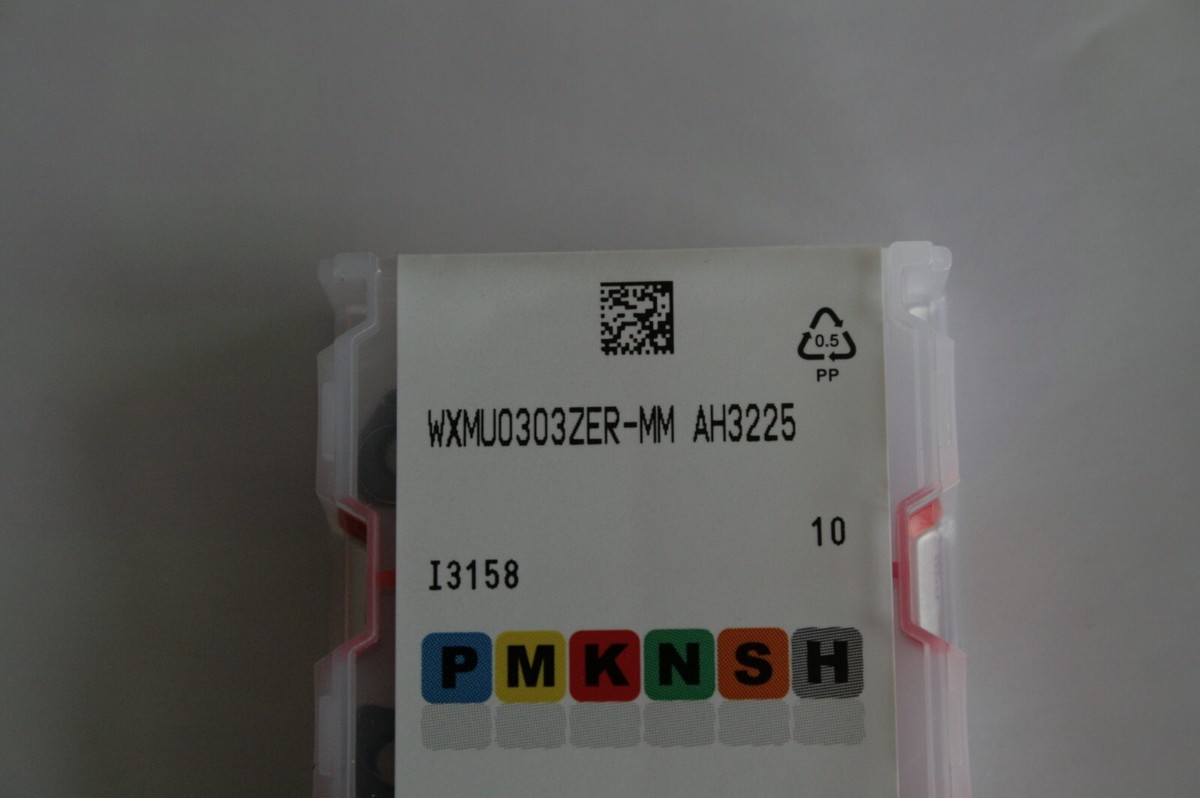 0.5
PP
WXMU0303ZER-MM AH3225
10
I3158
P M K N S H